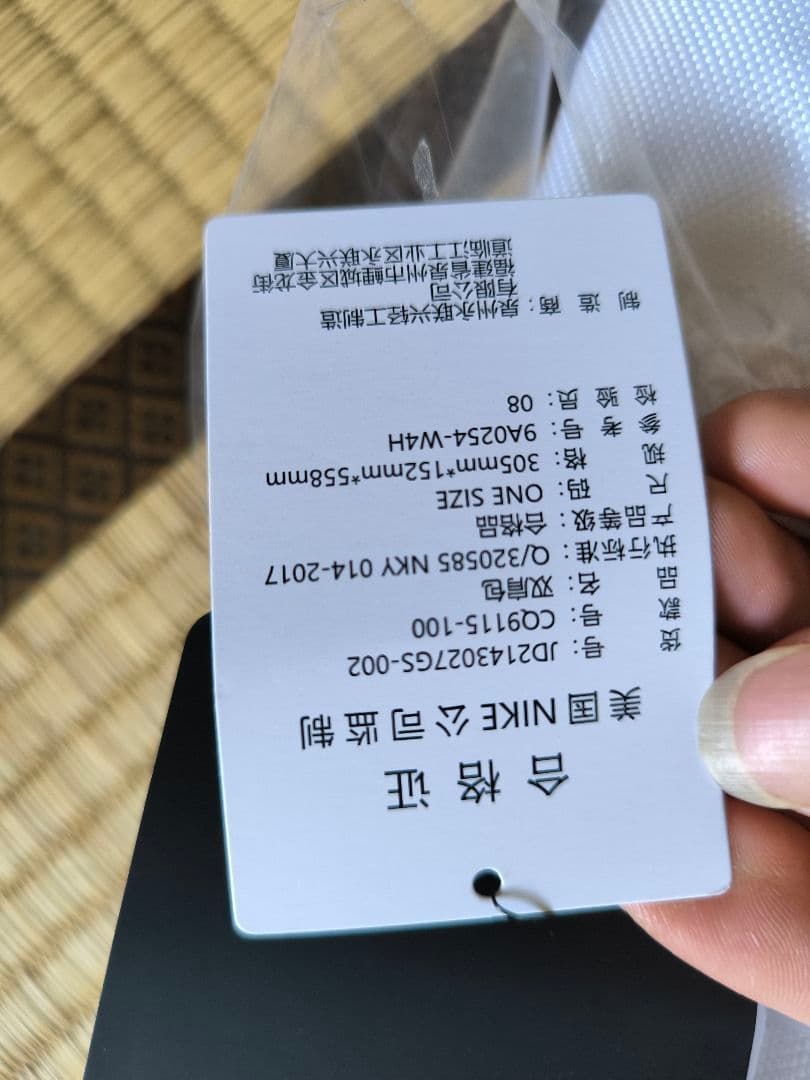 合格证
美国NIKE公司监制
货号：JD2143027GS-002
款号：CQ9115-100
品名：双肩包
执行标准：Q/320585 NKY 014-2017
产品等级：合格品
尺码：ONE SIZE
规格：305mm*152mm*558mm
参考号：9A0254-W4H
检验员：08
制造商：泉州永联兴轻工制造
有限公司
福建省泉州市鲤城区金龙街
道临江工业区永联兴大厦